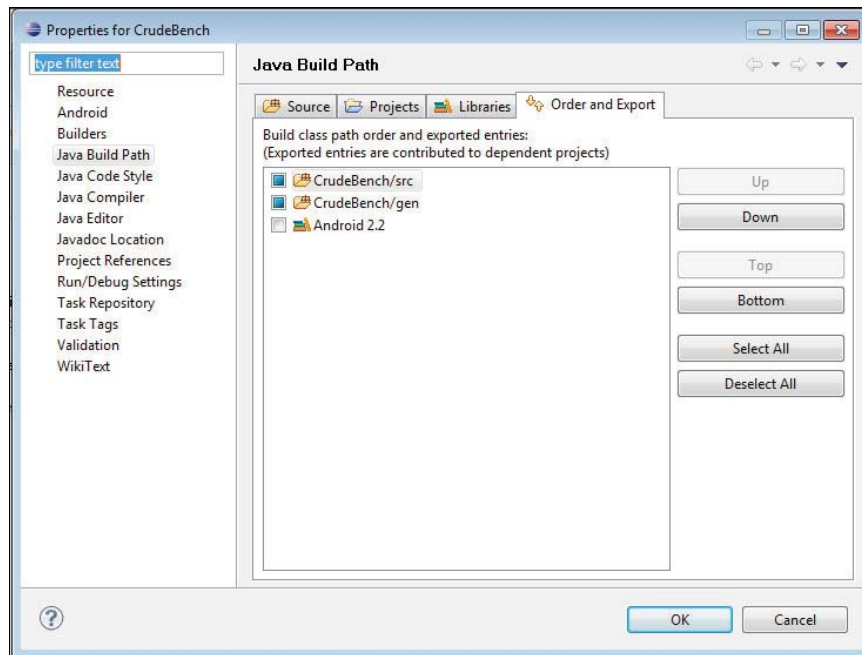 Properties for CrudeBench
type filter text
Resource
Android
Builders
Java Build Path
Java Code Style
Java Compiler
Java Editor
Javadoc Location
Project References
Run/Debug Settings
Task Repository
Task Tags
Validation
WikiText
Java Build Path
Source Projects Libraries Order and Export
Build class path order and exported entries:
(Exported entries are contributed to dependent projects)
CrudeBench/src
CrudeBench/gen
Android 2.2
Up
Down
Top
Bottom
Select All
Deselect All
OK Cancel